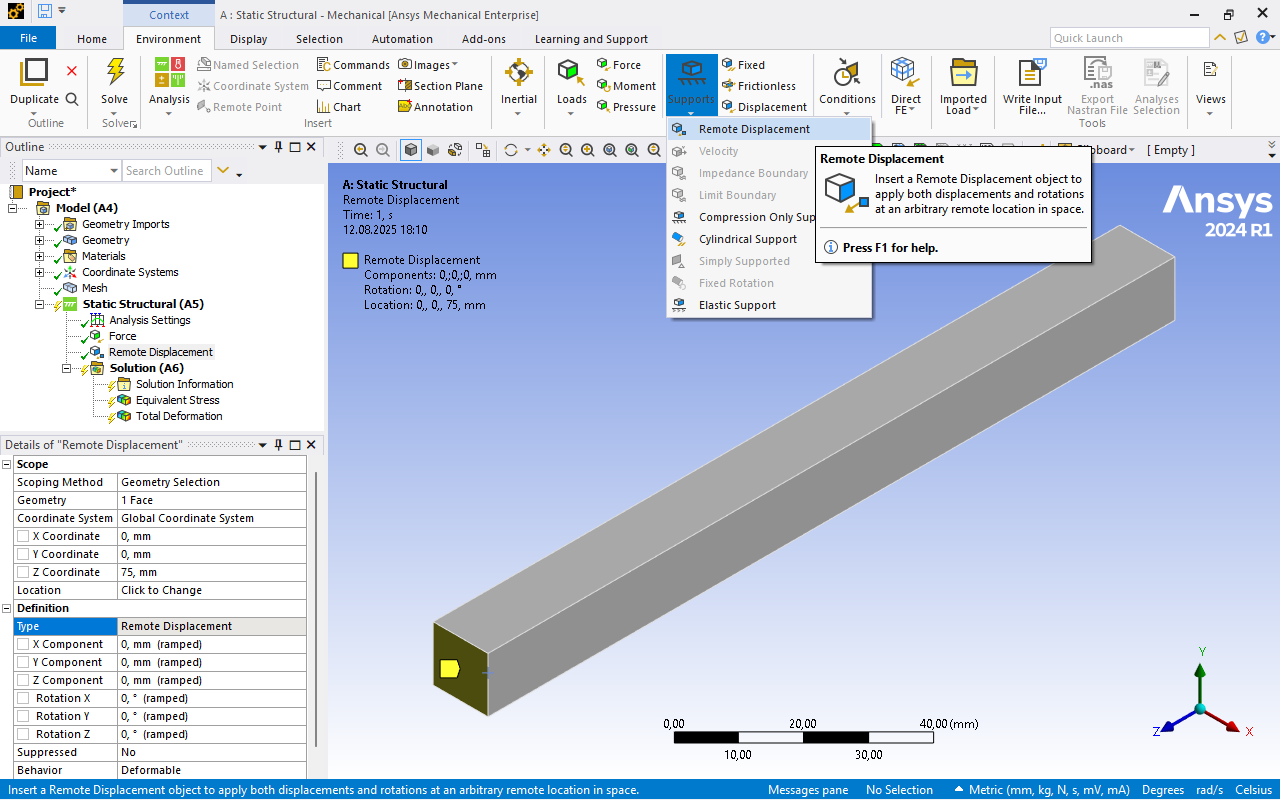 Context
A : Static Structural - Mechanical [Ansys Mechanical Enterprise]
File
Home
Environment
Display
Selection
Automation
Add-ons
Learning and Support
Quick Launch
Duplicate
Outline
Solve
Solver
Analysis
Named Selection
Coordinate System
Remote Point
Commands
Comment
Chart
Images
Section Plane
Annotation
Insert
Inertial
Loads
Force
Moment
Pressure
Supports
Fixed
Frictionless
Displacement
Conditions
Direct
FE
Imported
Load
Write Input
File...
Export
Nastran File
Analyses
Selection
Tools
Views
Outline
Name
Search Outline
Project*
Model (A4)
Geometry Imports
Geometry
Materials
Coordinate Systems
Mesh
Static Structural (A5)
Analysis Settings
Force
Remote Displacement
Solution (A6)
Solution Information
Equivalent Stress
Total Deformation
Details of "Remote Displacement"
Scope
Scoping Method Geometry Selection
Geometry 1 Face
Coordinate System Global Coordinate System
X Coordinate 0, mm
Y Coordinate 0, mm
Z Coordinate 75, mm
Location Click to Change
Definition
Type Remote Displacement
X Component 0, mm (ramped)
Y Component 0, mm (ramped)
Z Component 0, mm (ramped)
Rotation X 0, ° (ramped)
Rotation Y 0, ° (ramped)
Rotation Z 0, ° (ramped)
Suppressed No
Behavior Deformable
Remote Displacement
Velocity
Impedance Boundary
Limit Boundary
Compression Only Sup
Cylindrical Support
Simply Supported
Fixed Rotation
Elastic Support
Remote Displacement
Insert a Remote Displacement object to
apply both displacements and rotations
at an arbitrary remote location in space.
Press F1 for help.
[ Empty ]
A: Static Structural
Remote Displacement
Time: 1, s
12.08.2025 18:10
Remote Displacement
Components: 0,;0,;0, mm
Rotation: 0,, 0,, 0, °
Location: 0,, 0,, 75, mm
Ansys
2024 R1
0,00 20,00 40,00 (mm)
10,00 30,00
Y
Z
X
Insert a Remote Displacement object to apply both displacements and rotations at an arbitrary remote location in space.
Messages pane
No Selection
Metric (mm, kg, N, s, mV, mA)
Degrees
rad/s
Celsius